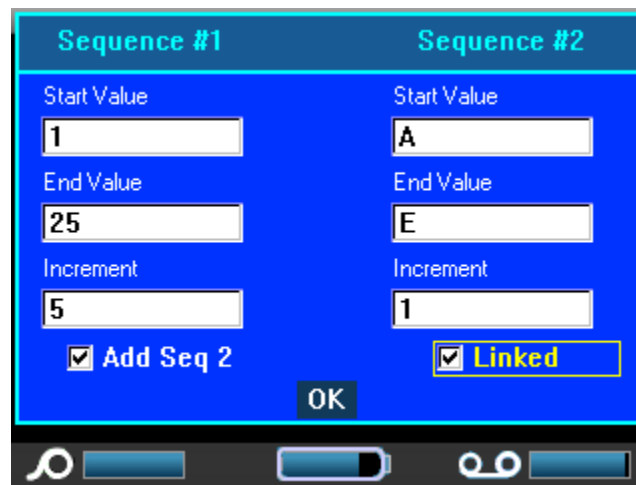 Sequence #1 Sequence #2
Start Value Start Value
1 A
End Value End Value
25 E
Increment Increment
5 1
Add Seq 2 Linked
OK